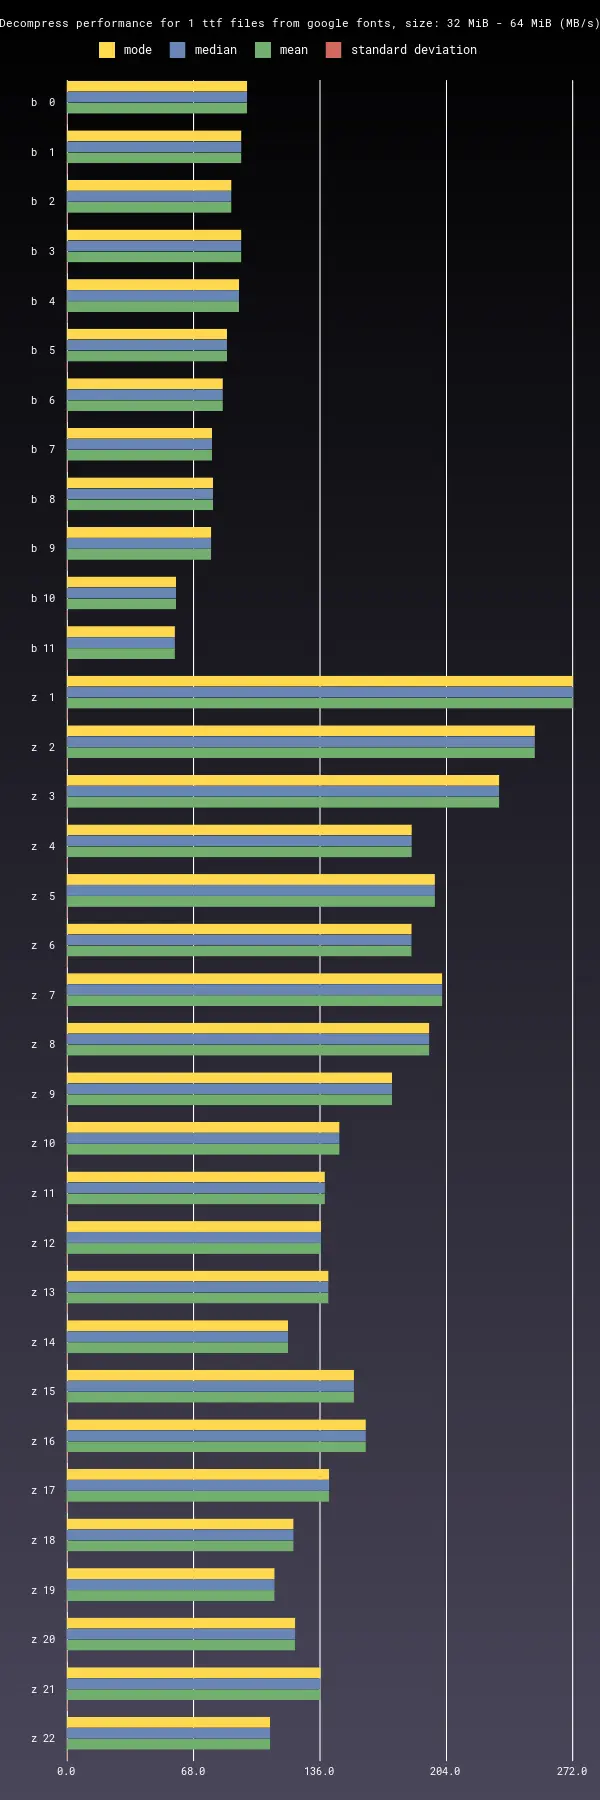 Decompress performance for 1 ttf files from google fonts, size: 32 MiB - 64 MiB (MB/s)
mode median mean standard deviation
b 0
b 1
b 2
b 3
b 4
b 5
b 6
b 7
b 8
b 9
b 10
b 11
z 1
z 2
z 3
z 4
z 5
z 6
z 7
z 8
z 9
z 10
z 11
z 12
z 13
z 14
z 15
z 16
z 17
z 18
z 19
z 20
z 21
z 22
0.0 68.0 136.0 204.0 272.0